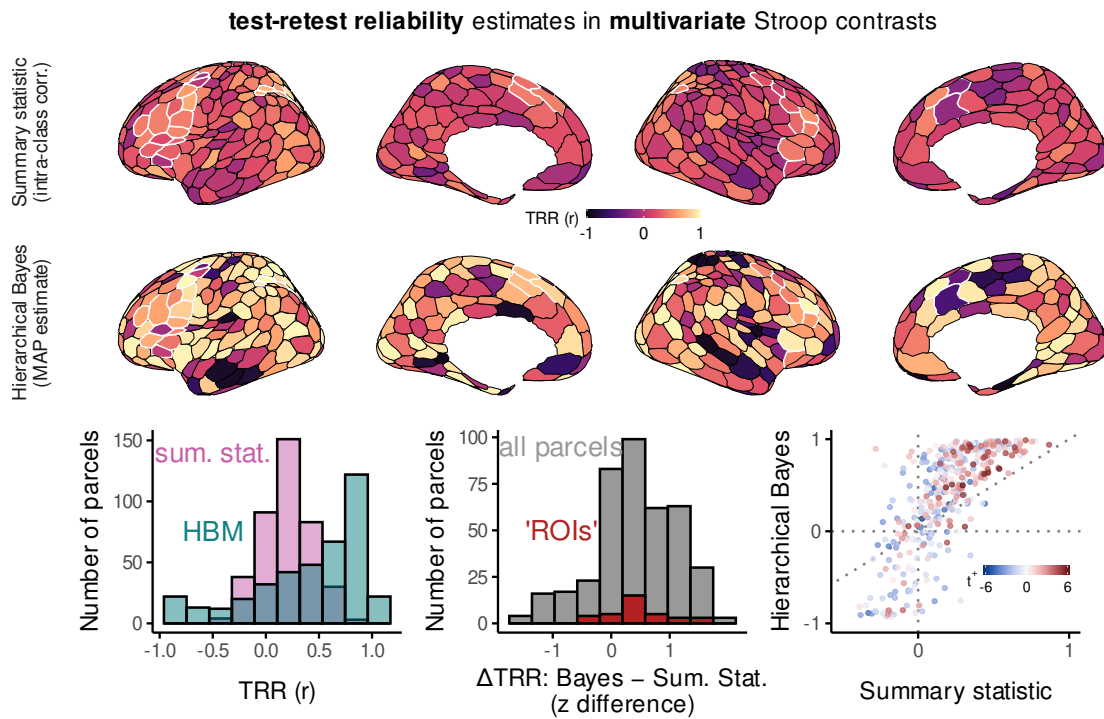 test-retest reliability estimates in multivariate Stroop contrasts
Summary statistic
(intra-class corr.)
TRR (r)
-1
0
1
Hierarchical Bayes
(MAP estimate)
Number of parcels
150
100
50
0
sum. stat.
HBM
-1.0
-0.5
0.0
0.5
1.0
TRR (r)
Number of parcels
100
75
50
25
0
all parcels
'ROIs'
-1
0
1
ΔTRR: Bayes − Sum. Stat.
(z difference)
Hierarchical Bayes
1
0
-1
t+
-6
0
6
0
1
Summary statistic